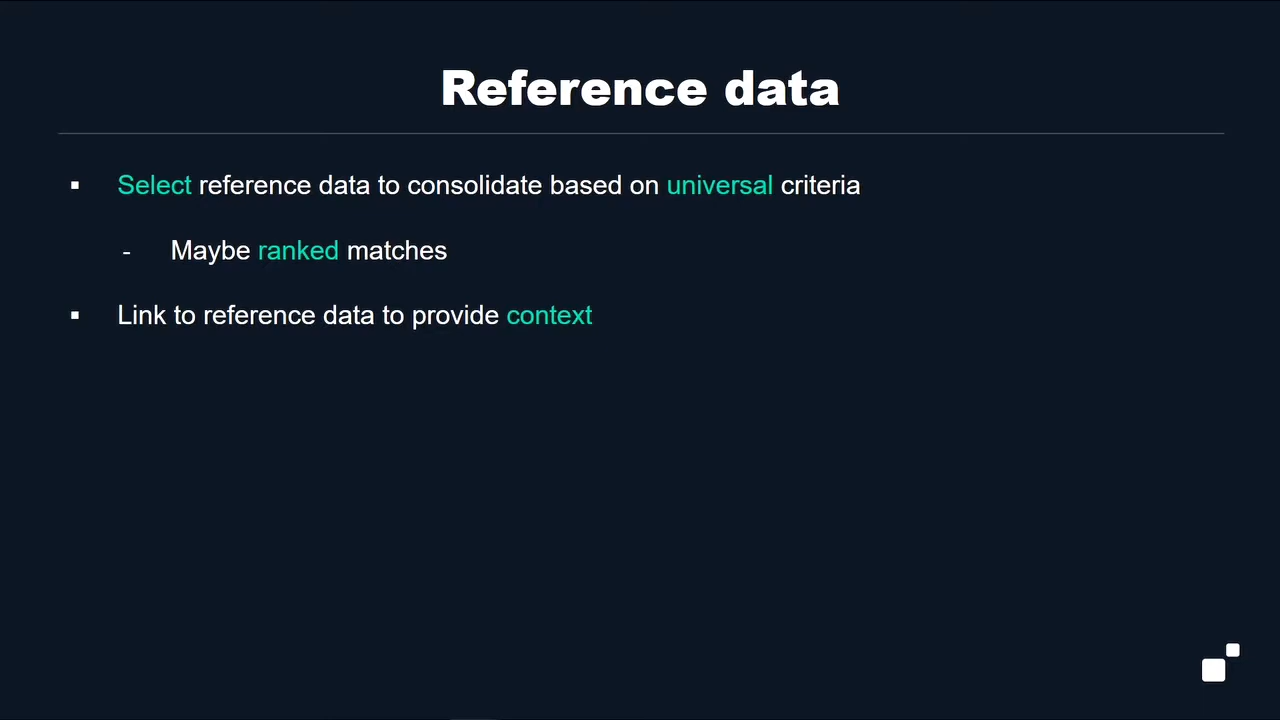 Reference data
▪ Select reference data to consolidate based on universal criteria
- Maybe ranked matches
▪ Link to reference data to provide context